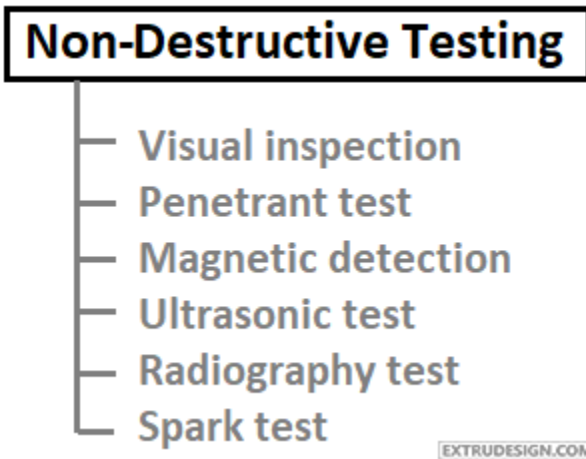 Non-Destructive Testing
Visual inspection
Penetrant test
Magnetic detection
Ultrasonic test
Radiography test
Spark test
EXTRUDESIGN.COM